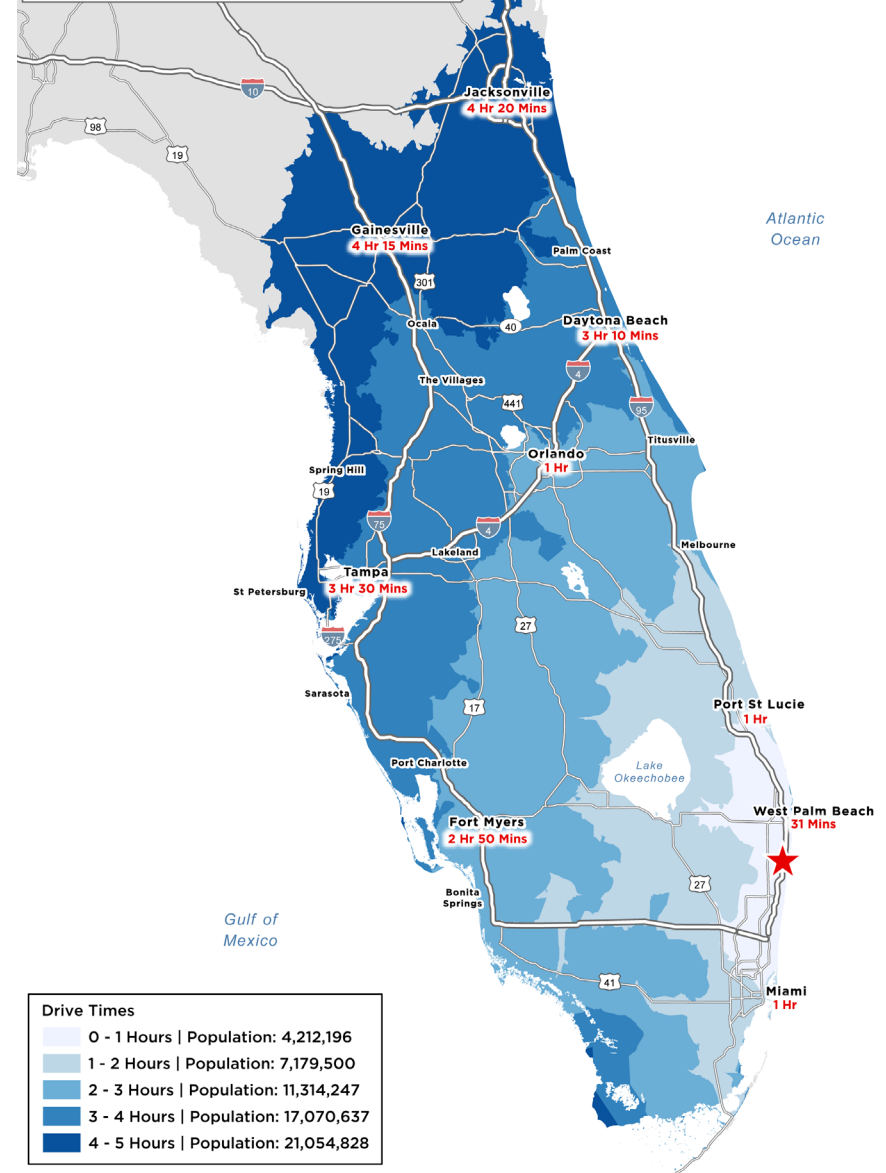 10
Jacksonville
4 Hr 20 Mins
98
19
Atlantic
Ocean
Gainesville
4 Hr 15 Mins
Palm Coast
301
Ocala
40
Daytona Beach
3 Hr 10 Mins
4
The Villages
441
95
Titusville
Orlando
1 Hr
Spring Hill
19
75
4
Lakeland
Melbourne
Tampa
3 Hr 30 Mins
St Petersburg
275
27
Sarasota
17
Port St Lucie
1 Hr
Port Charlotte
Lake
Okeechobee
West Palm Beach
31 Mins
Fort Myers
2 Hr 50 Mins
27
Bonita
Springs
Gulf of
Mexico
41
Miami
1 Hr
Drive Times
0 - 1 Hours | Population: 4,212,196
1 - 2 Hours | Population: 7,179,500
2 - 3 Hours | Population: 11,314,247
3 - 4 Hours | Population: 17,070,637
4 - 5 Hours | Population: 21,054,828